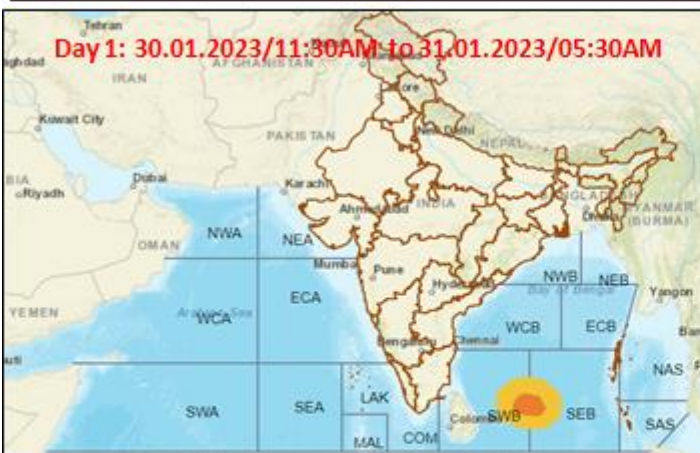 Tehran
Day 1: 30.01.2023/11:30AM to 31.01.2023/05:30AM
AFGHANISTAN
IRAN
Kuwait City
PAKISTAN
New Delhi
NEPAL
Dubai
Riyadh
Karachi
Ahmedabad
INDIA
BANGLADESH
Dhaka
MYANMAR
(BURMA)
OMAN
NWA
NEA
Mumbai
Pune
Hyderabad
NWB
NEB
Bay of Bengal
Yangon
YEMEN
ECA
Arabian Sea
WCA
WCB
ECB
Bengaluru
Chennai
NAS
SWA
SEA
LAK
Colombo
SWB
SEB
SAS
MAL
COM